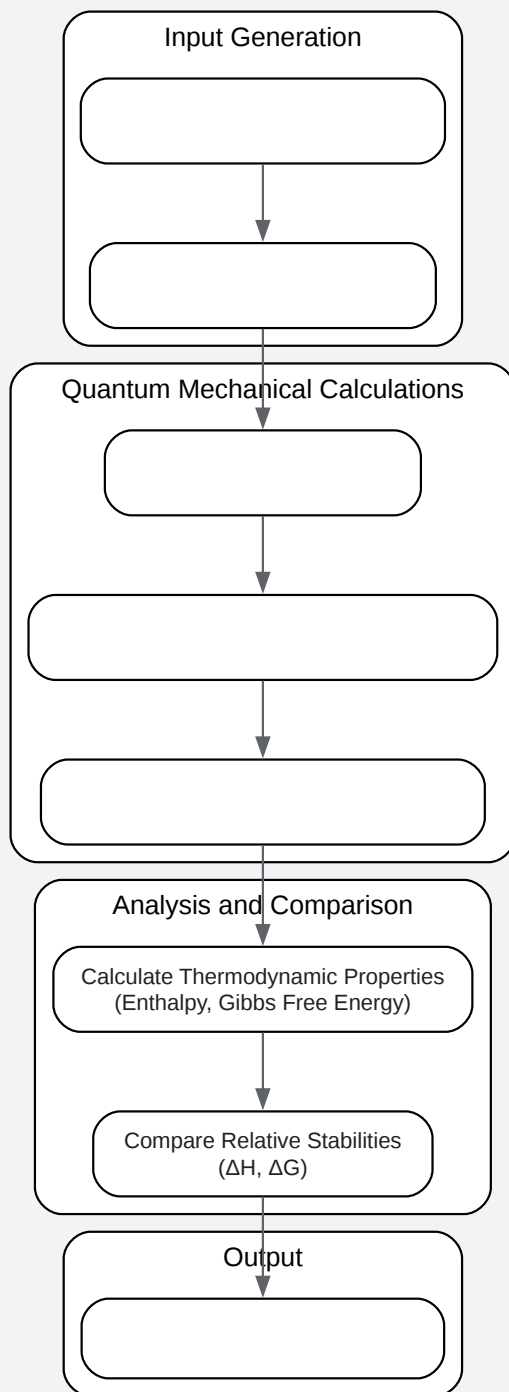 Input Generation
Quantum Mechanical Calculations
Analysis and Comparison
Calculate Thermodynamic Properties
(Enthalpy, Gibbs Free Energy)
Compare Relative Stabilities
(ΔH, ΔG)
Output